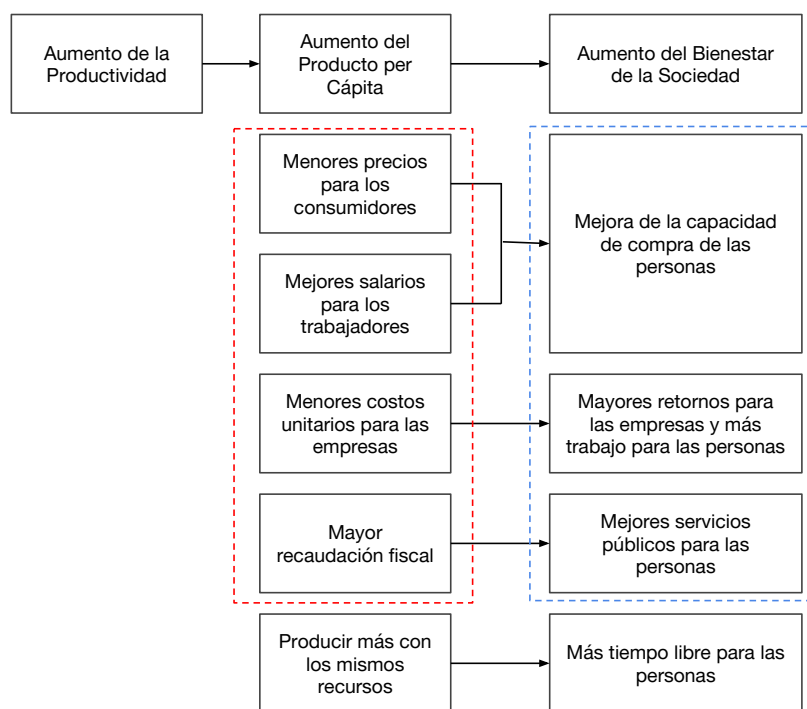 Aumento de la
Productividad
Aumento del
Producto per
Cápita
Aumento del Bienestar
de la Sociedad
Menores precios
para los
consumidores
Mejora de la capacidad
de compra de las
personas
Mejores salarios
para los
trabajadores
Menores costos
unitarios para las
empresas
Mayores retornos para
las empresas y más
trabajo para las personas
Mayor
recaudación fiscal
Mejores servicios
públicos para las
personas
Producir más con
los mismos
recursos
Más tiempo libre para las
personas